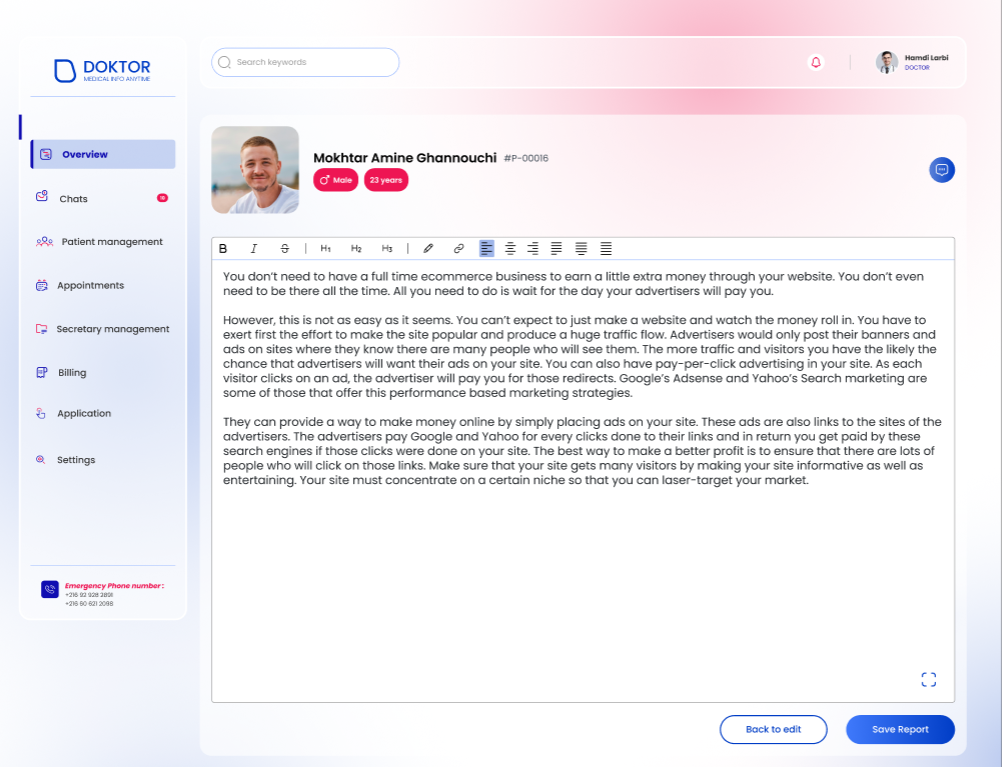 DOKTOR
MEDICAL INFO ANYTIME
Search keywords
Hamdi Larbi
DOCTOR
Overview
Chats
Patient management
Appointments
Secretary management
Billing
Application
Settings
Emergency Phone number :
+216 92 928 2891
+216 60 621 2098
Mokhtar Amine Ghannouchi #P-00016
Male 23 years
B I S H1 H2 H3
You don't need to have a full time ecommerce business to earn a little extra money through your website. You don't even
need to be there all the time. All you need to do is wait for the day your advertisers will pay you.
However, this is not as easy as it seems. You can't expect to just make a website and watch the money roll in. You have to
exert first the effort to make the site popular and produce a huge traffic flow. Advertisers would only post their banners and
ads on sites where they know there are many people who will see them. The more traffic and visitors you have the likely the
chance that advertisers will want their ads on your site. You can also have pay-per-click advertising in your site. As each
visitor clicks on an ad, the advertiser will pay you for those redirects. Google's Adsense and Yahoo's Search marketing are
some of those that offer this performance based marketing strategies.
They can provide a way to make money online by simply placing ads on your site. These ads are also links to the sites of the
advertisers. The advertisers pay Google and Yahoo for every clicks done to their links and in return you get paid by these
search engines if those clicks were done on your site. The best way to make a better profit is to ensure that there are lots of
people who will click on those links. Make sure that your site gets many visitors by making your site informative as well as
entertaining. Your site must concentrate on a certain niche so that you can laser-target your market.
Back to edit
Save Report